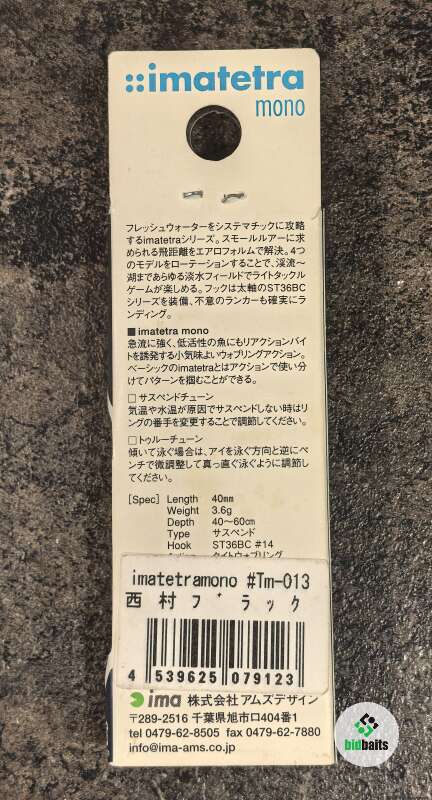 imatetra
mono
フレッシュウォーターをシステマチックに攻略
するimatetraシリーズ。スモールルアーに求
められる飛距離をエアロフォルムで解決。4つ
のモデルをローテーションすることで、渓流〜
湖まであらゆる淡水フィールドでライトタックル
ゲームが楽しめる。フックは太軸のST36BC
シリーズを装備、不意のランカーも確実にラ
ンディング。
■ imatetra mono
急流に強く、低活性の魚にもリアクションバイト
を誘発する小気味よいウォブリングアクション。
ベーシックのimatetraとはアクションで使い分
けてパターンを掴むことができる。
□ サスペンドチューン
気温や水温が原因でサスペンドしない時はリ
ングの番手を変更することで調節してください。
□ トゥルーチューン
傾いて泳ぐ場合は、アイを泳ぐ方向と逆にペ
ンチで微調整して真っ直ぐ泳ぐように調節し
てください。
[Spec] Length 40mm
Weight 3.6g
Depth 40〜60cm
Type サスペンド
Hook ST36BC #14
タイトウォブリング
imatetramono #Tm-013
西村ブラック
4 539625 079123
ima 株式会社アムズデザイン
〒289-2516 千葉県旭市ロ404番1
tel 0479-62-8505 fax 0479-62-7880
info@ima-ams.co.jp
bidbaits